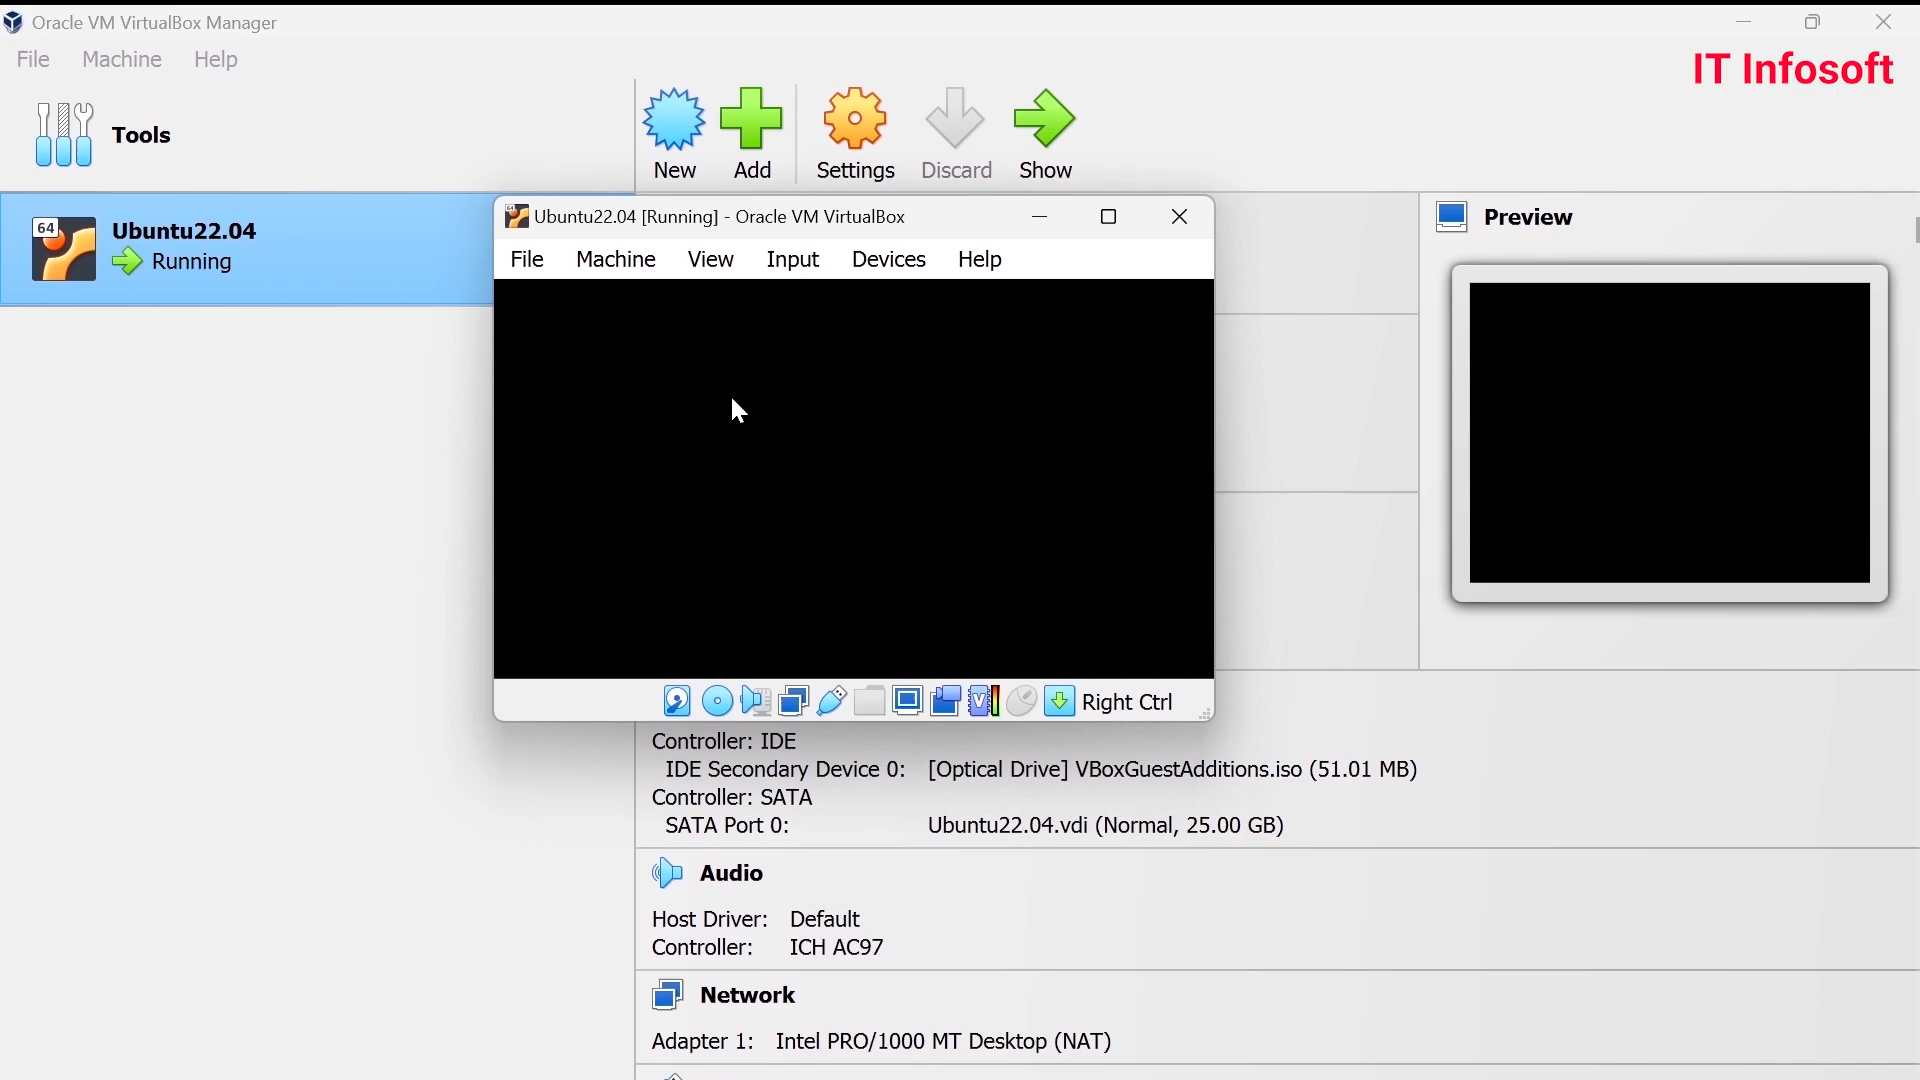 Oracle VM VirtualBox Manager
File Machine Help
IT Infosoft
Tools
New Add Settings Discard Show
64
Ubuntu22.04
Running
64
Ubuntu22.04 [Running] - Oracle VM VirtualBox
File Machine View Input Devices Help
Preview
V
Right Ctrl
Controller: IDE
IDE Secondary Device 0: [Optical Drive] VBoxGuestAdditions.iso (51.01 MB)
Controller: SATA
SATA Port 0: Ubuntu22.04.vdi (Normal, 25.00 GB)
Audio
Host Driver: Default
Controller: ICH AC97
Network
Adapter 1: Intel PRO/1000 MT Desktop (NAT)